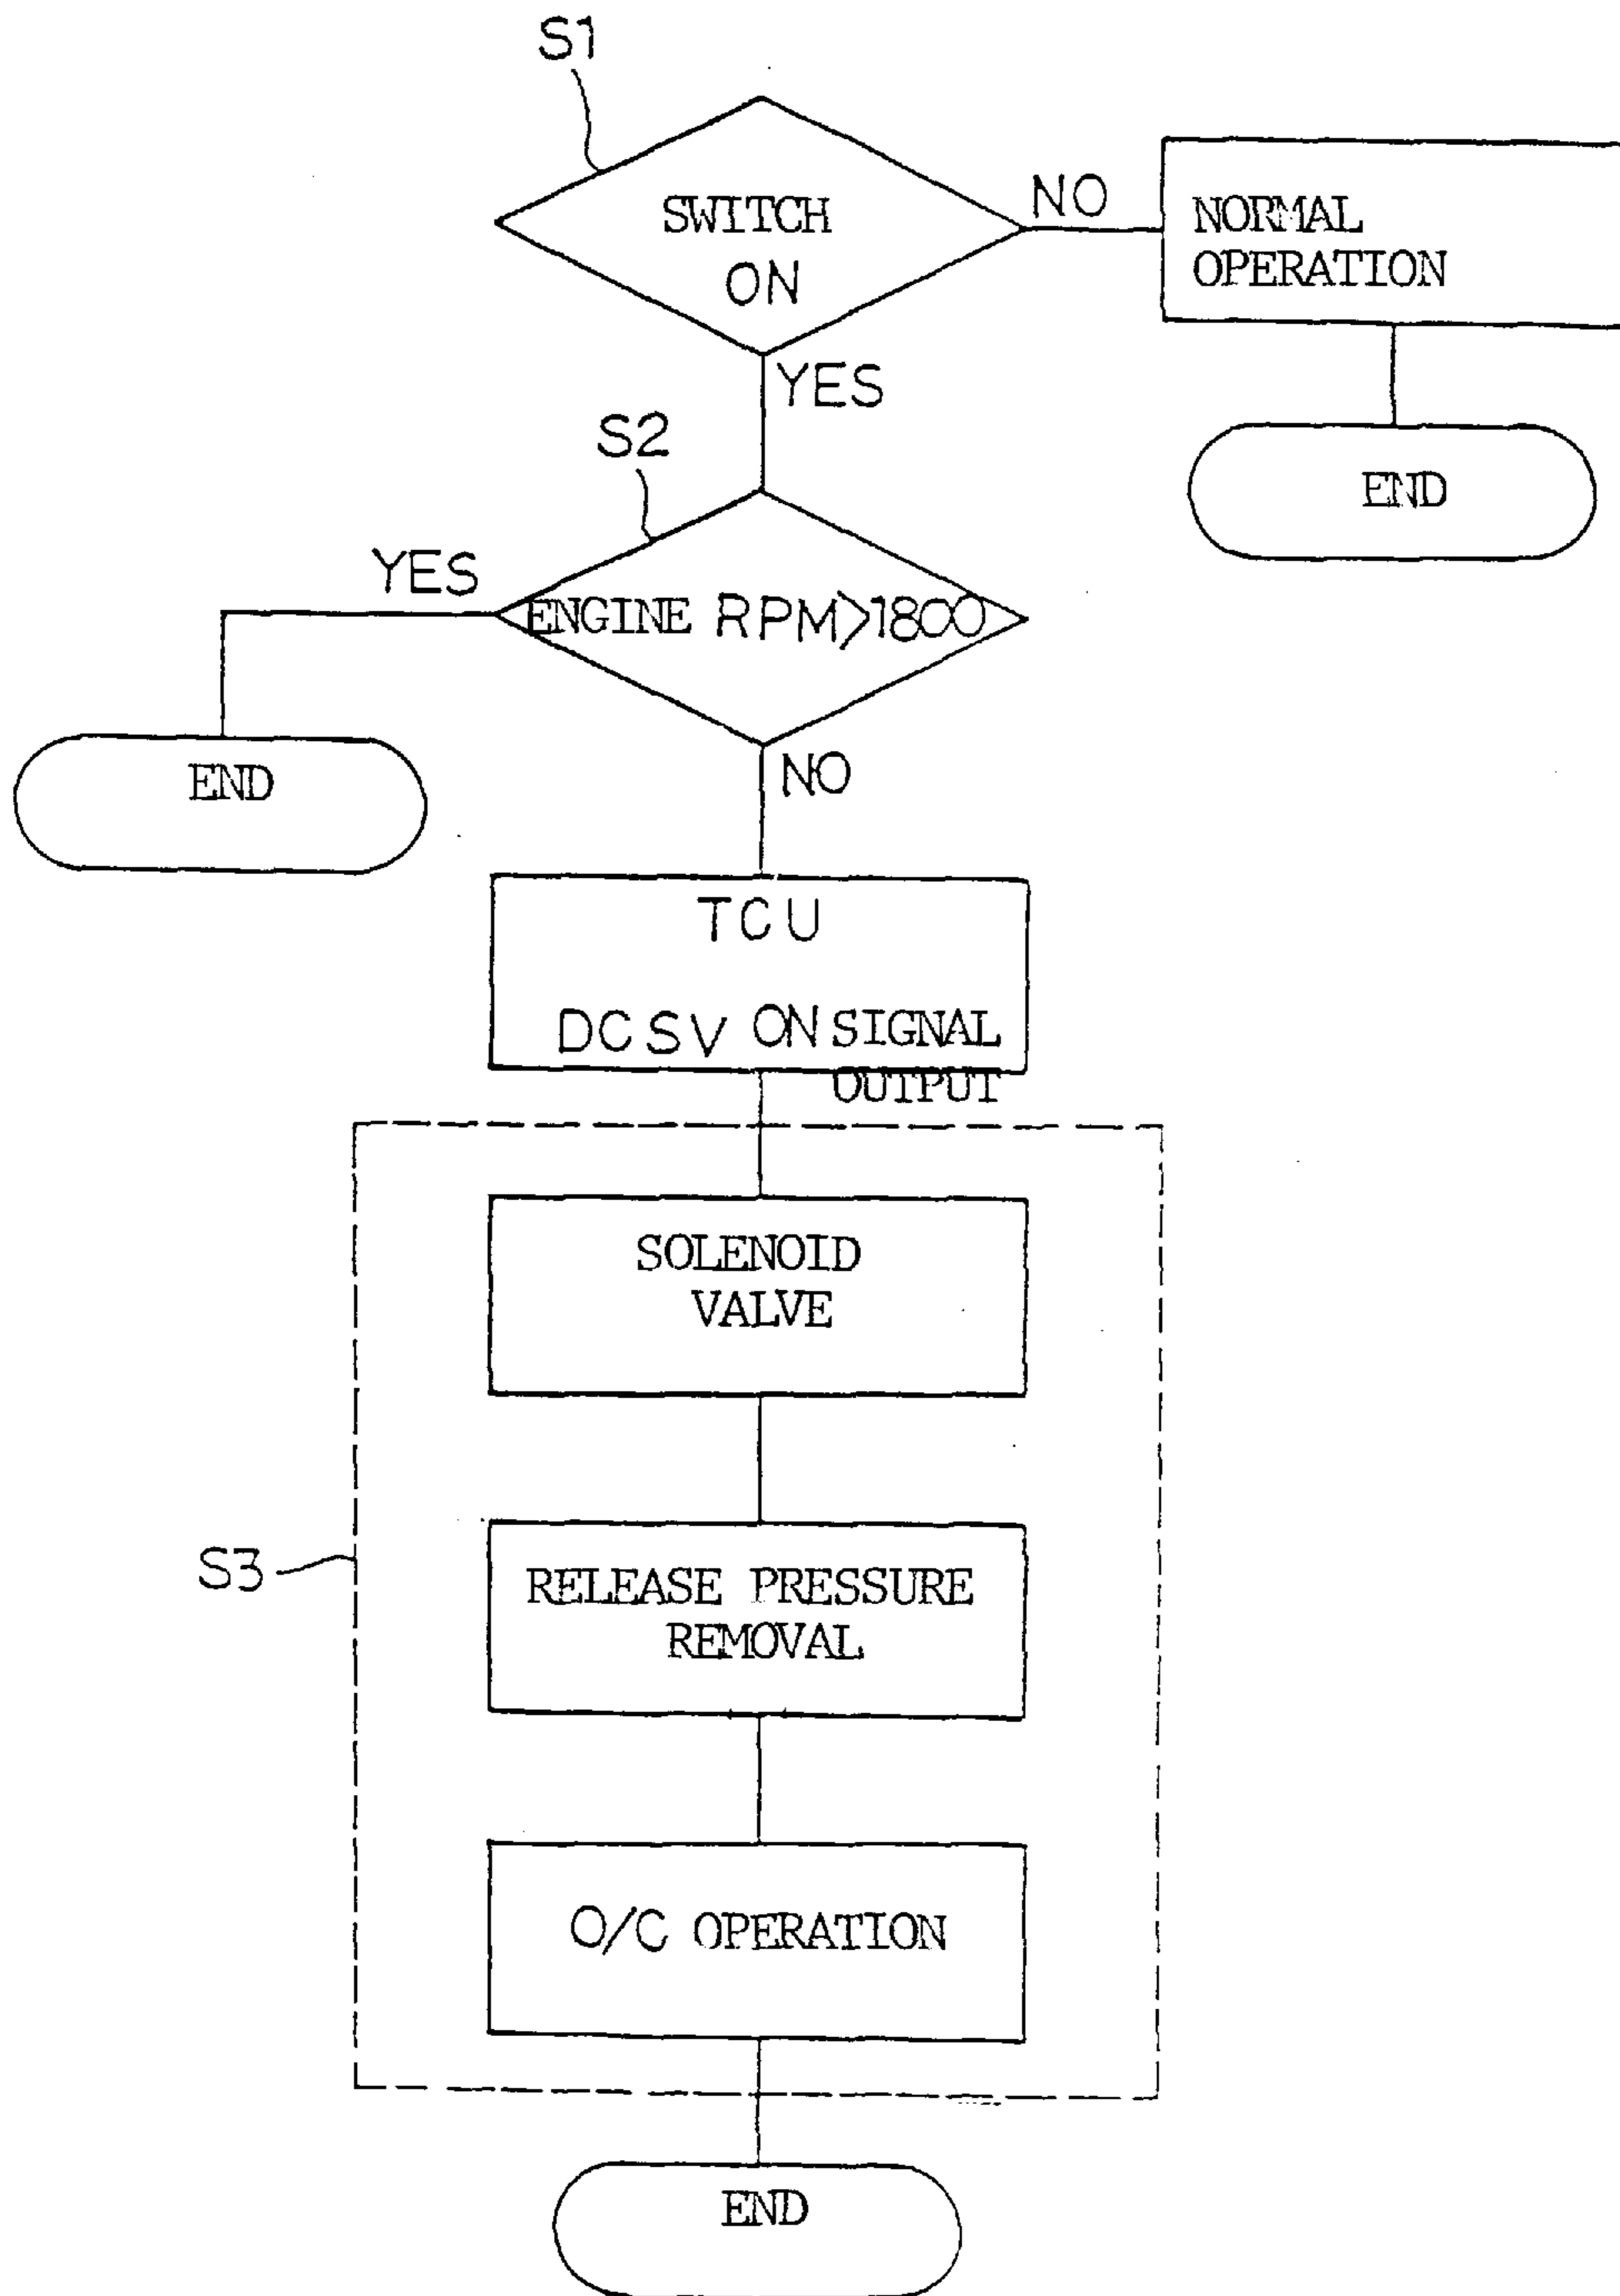 S1
SWITCH
ON
NO
NORMAL
OPERATION
YES
END
S2
YES
ENGINE RPM>1800
END
NO
TCU
DCSV ON SIGNAL
OUTPUT
SOLENOID
VALVE
S3
RELEASE PRESSURE
REMOVAL
O/C OPERATION
END